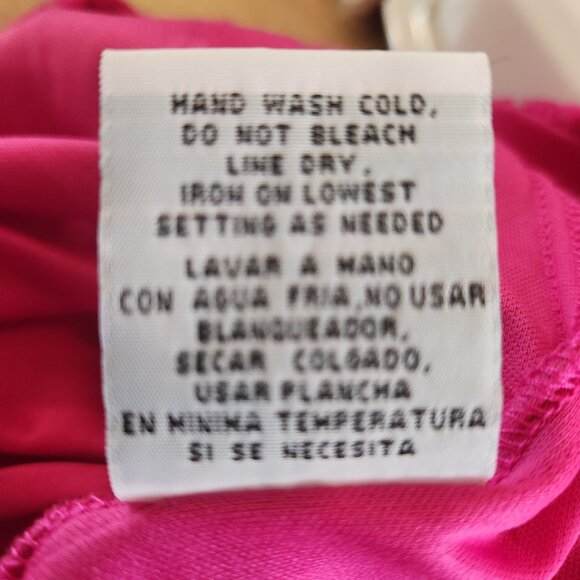 HAND WASH COLD.
DO NOT BLEACH
LINE DRY.
IRON ON LOWEST
SETTING AS NEEDED
LAVAR A MANO
CON AGUA FRIA.NO USAR
BLANQUEADOR.
SECAR COLGADO.
USAR PLANCHA
EN MINIMA TEMPERATURA
SI SE NECESITA